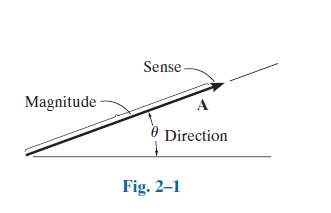 Sense
Magnitude
A
θ Direction
Fig. 2–1